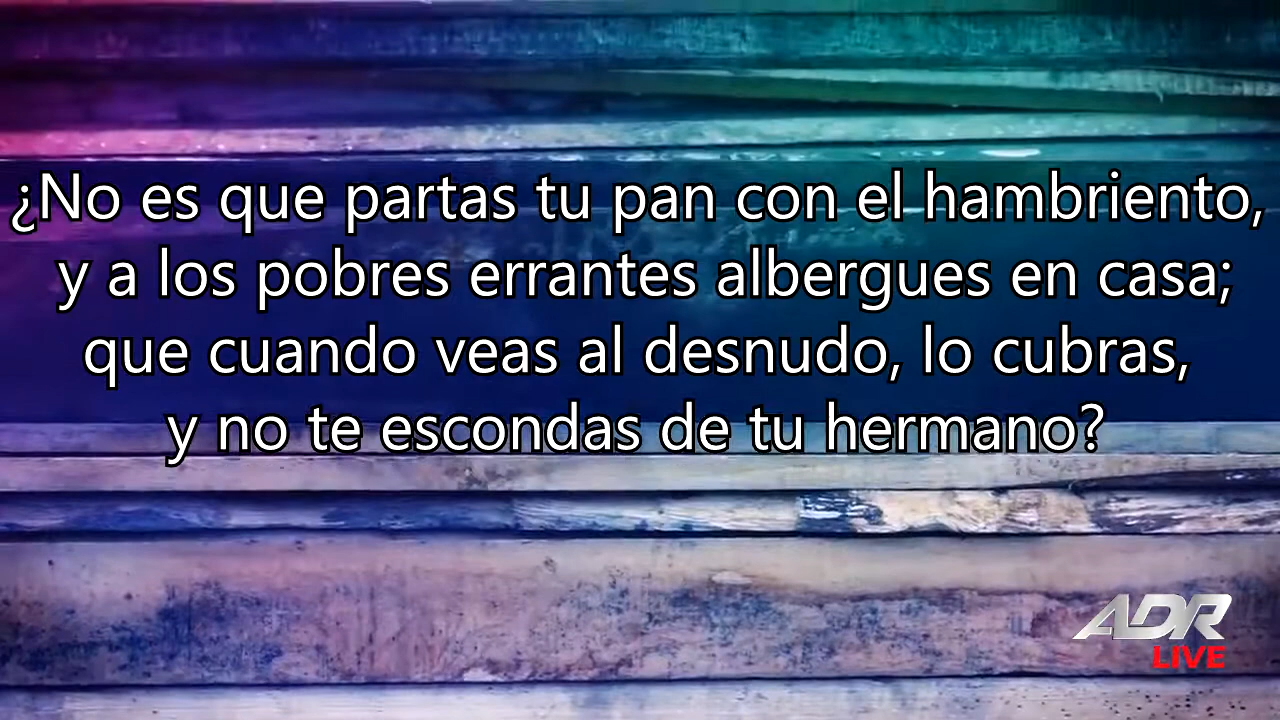 ¿No es que partas tu pan con el hambriento,
y a los pobres errantes albergues en casa;
que cuando veas al desnudo, lo cubras,
y no te escondas de tu hermano?
ADR
LIVE